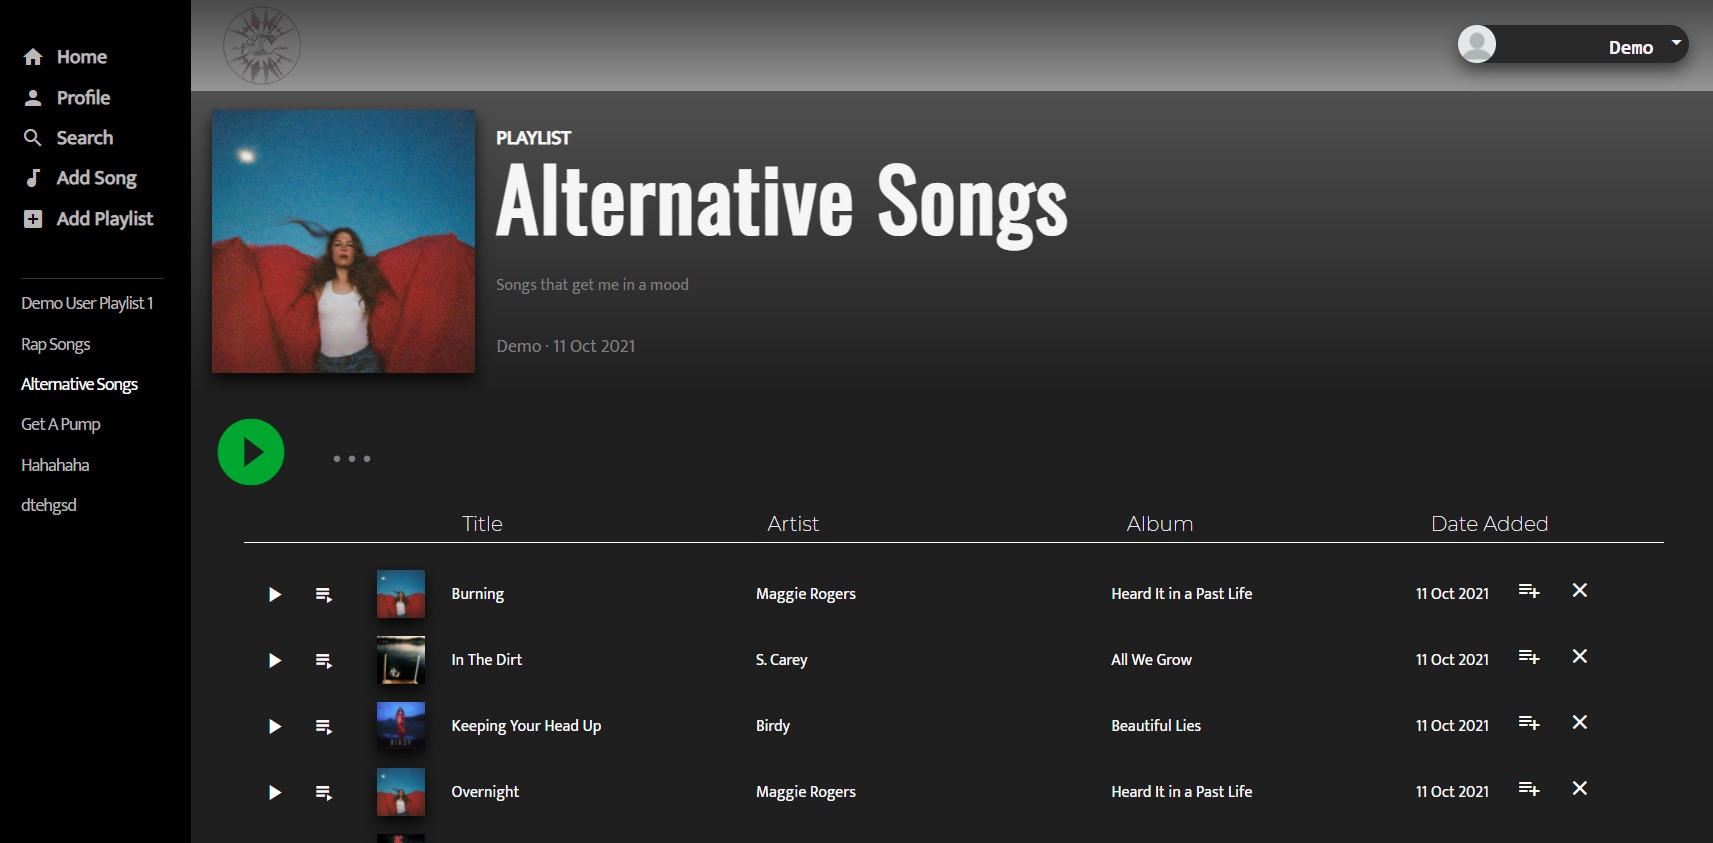 Home
Profile
Search
Add Song
Add Playlist
Demo User Playlist 1
Rap Songs
Alternative Songs
Get A Pump
Hahahaha
dtehgsd
Demo
PLAYLIST
Alternative Songs
Songs that get me in a mood
Demo · 11 Oct 2021
Title Artist Album Date Added
Burning Maggie Rogers Heard It in a Past Life 11 Oct 2021
In The Dirt S. Carey All We Grow 11 Oct 2021
Keeping Your Head Up Birdy Beautiful Lies 11 Oct 2021
BIRDY
Overnight Maggie Rogers Heard It in a Past Life 11 Oct 2021